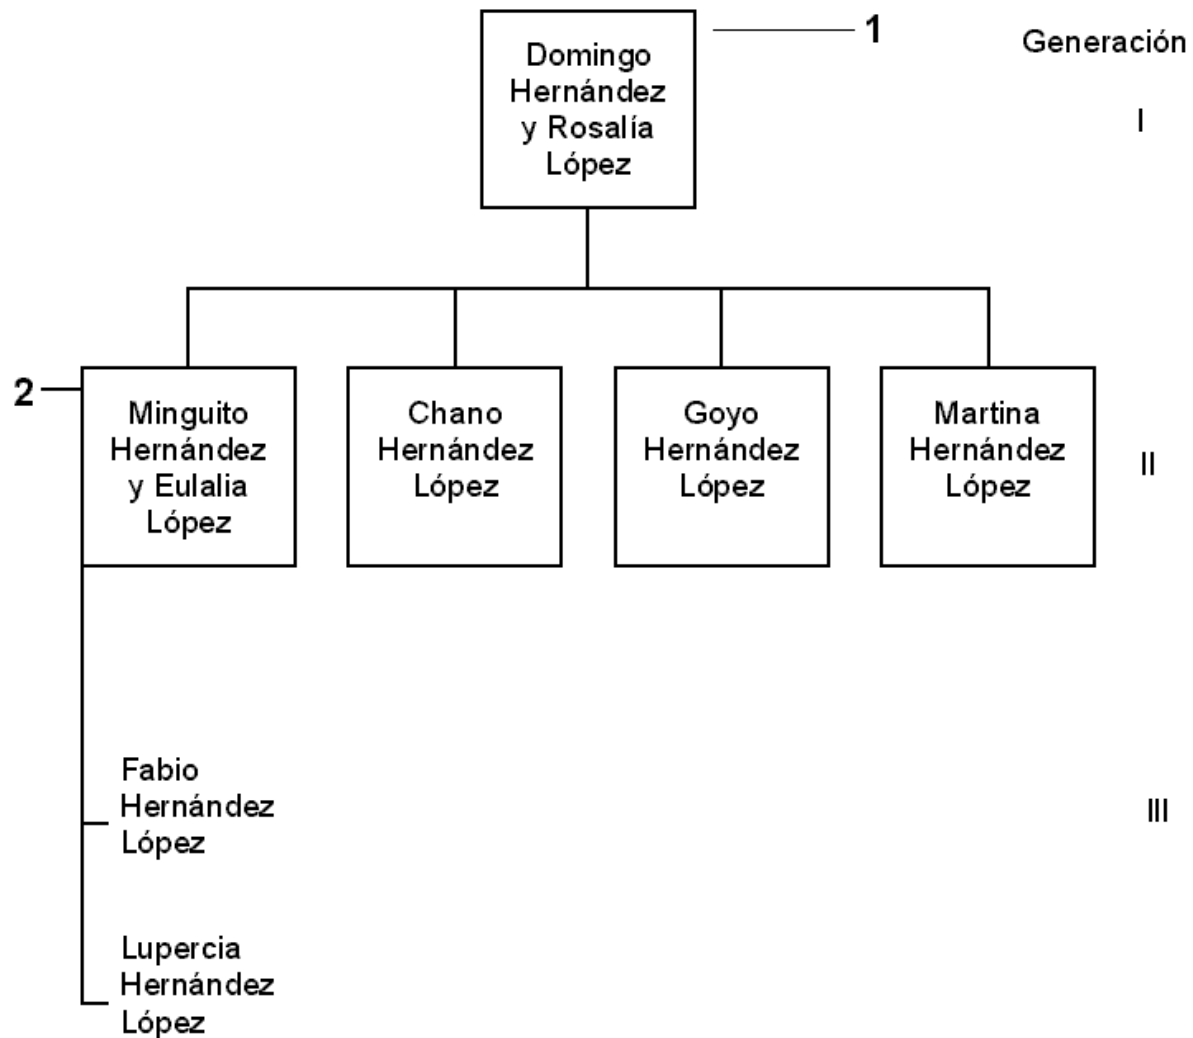 Domingo
Hernández
y Rosalía
López
1
Generación
I
2
Minguito
Hernández
y Eulalia
López
Chano
Hernández
López
Goyo
Hernández
López
Martina
Hernández
López
II
Fabio
Hernández
López
III
Lupercia
Hernández
López